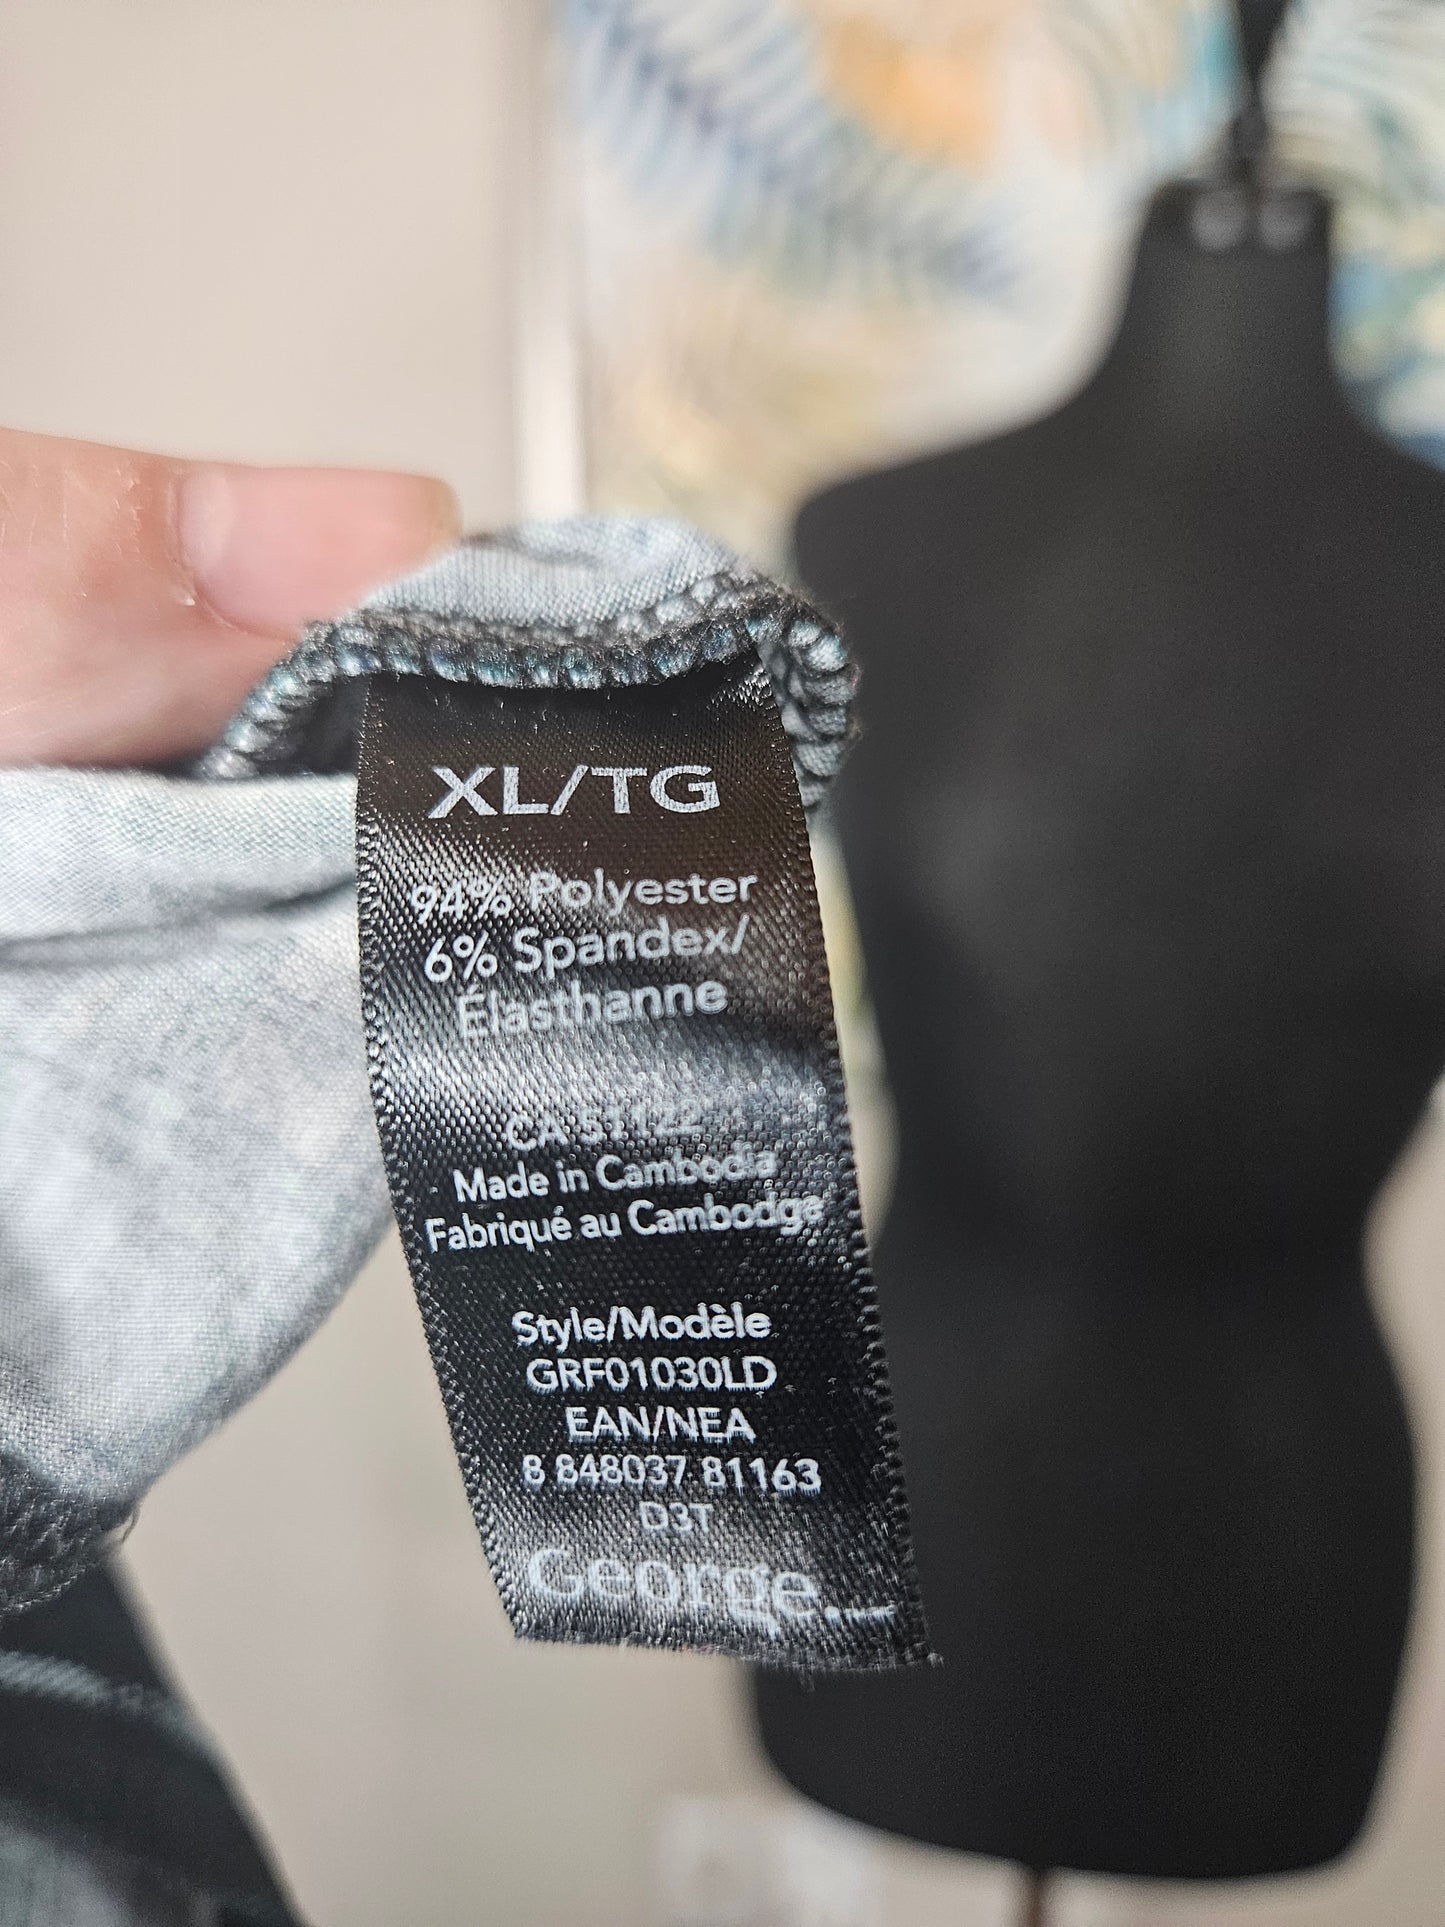 XL/TG
94% Polyester
6% Spandex/
Élasthanne
CA 51122
Made in Cambodia
Fabriqué au Cambodge
Style/Modèle
GRF01030LD
EAN/NEA
8 848037 81163
D3T
George.